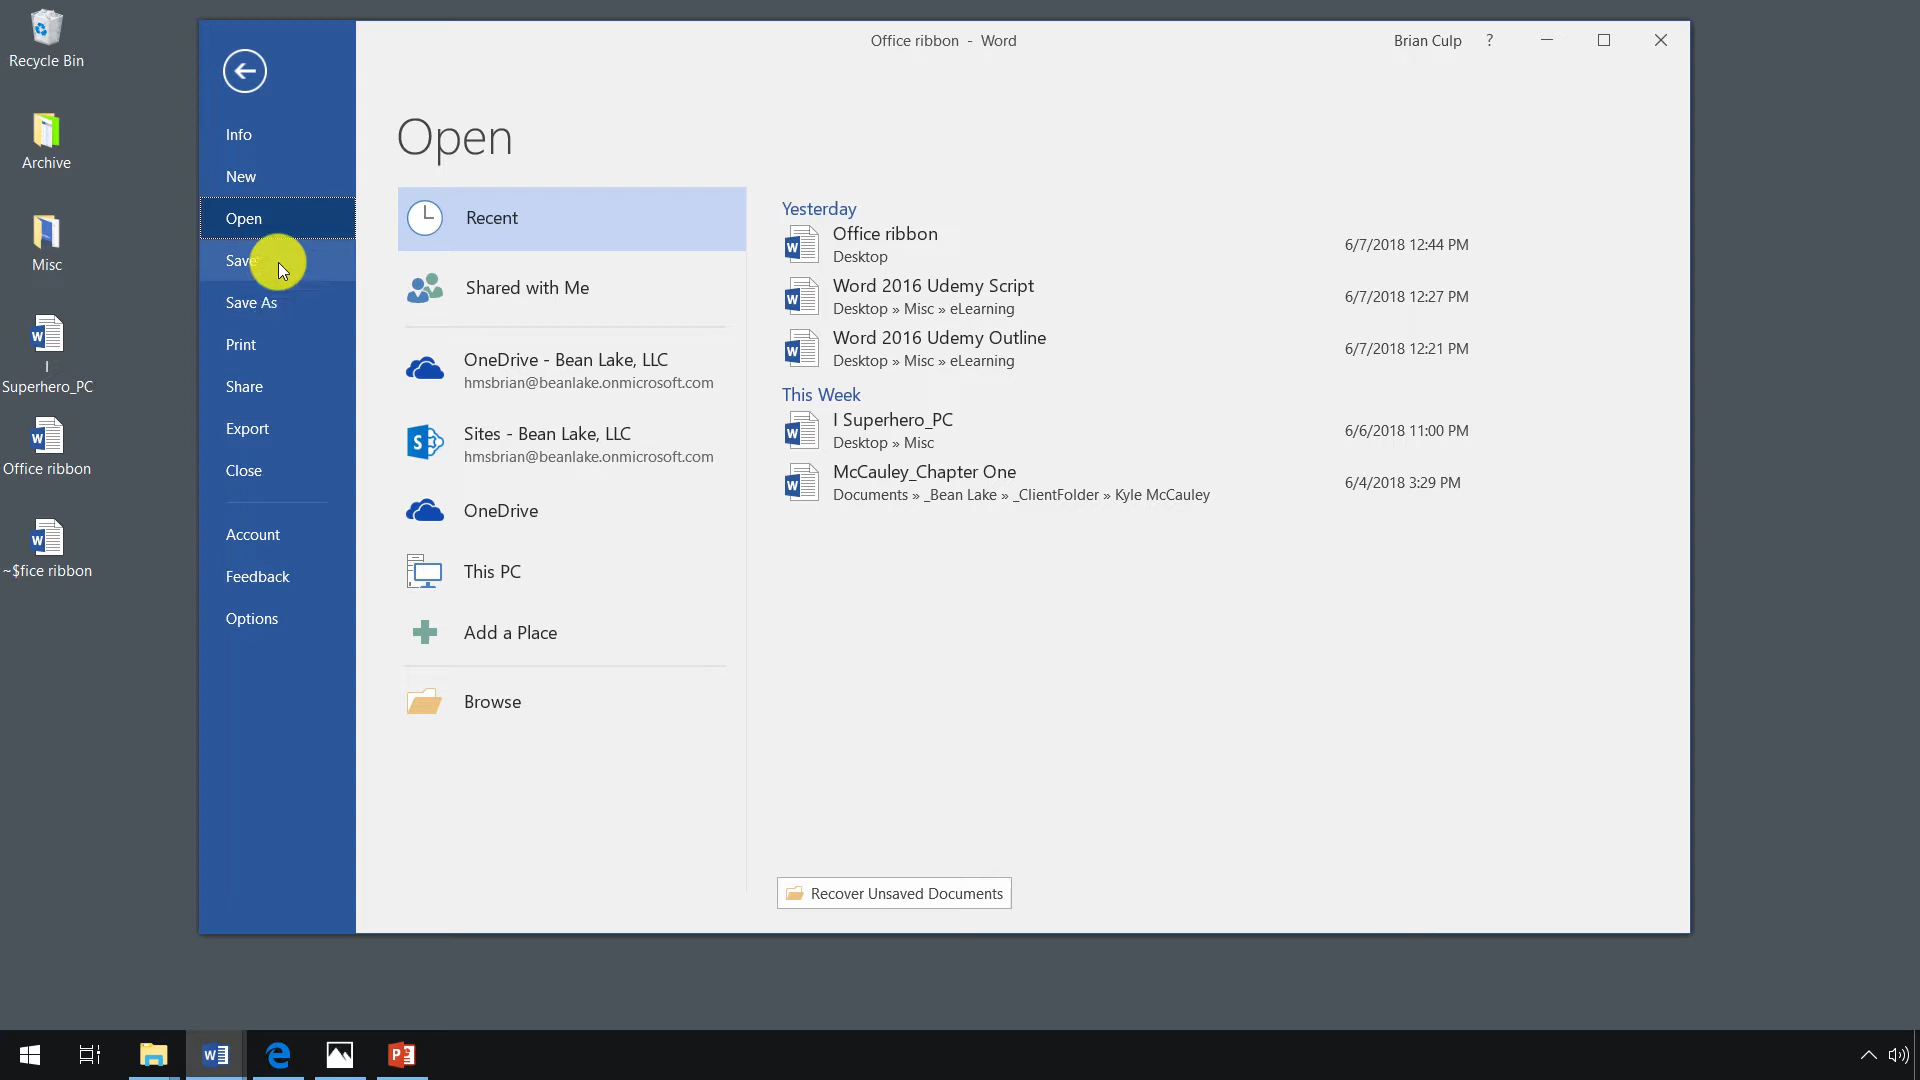 Recycle Bin
Archive
Misc
I
Superhero_PC
Office ribbon
~$fice ribbon
Office ribbon - Word
Brian Culp
?
Info
New
Open
Save
Save As
Print
Share
Export
Close
Account
Feedback
Options
Open
Recent
Shared with Me
OneDrive - Bean Lake, LLC
hmsbrian@beanlake.onmicrosoft.com
Sites - Bean Lake, LLC
hmsbrian@beanlake.onmicrosoft.com
OneDrive
This PC
Add a Place
Browse
Yesterday
Office ribbon
Desktop
6/7/2018 12:44 PM
Word 2016 Udemy Script
Desktop » Misc » eLearning
6/7/2018 12:27 PM
Word 2016 Udemy Outline
Desktop » Misc » eLearning
6/7/2018 12:21 PM
This Week
I Superhero_PC
Desktop » Misc
6/6/2018 11:00 PM
McCauley_Chapter One
Documents » _Bean Lake » _ClientFolder » Kyle McCauley
6/4/2018 3:29 PM
Recover Unsaved Documents